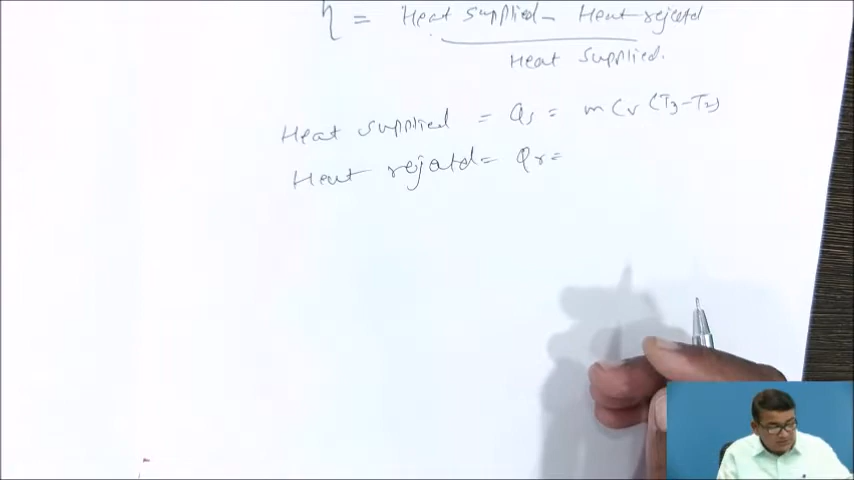 η = Heat supplied - Heat rejected
Heat supplied.
Heat supplied = Qs = m Cv (T3-T2)
Heat rejected = Qr =